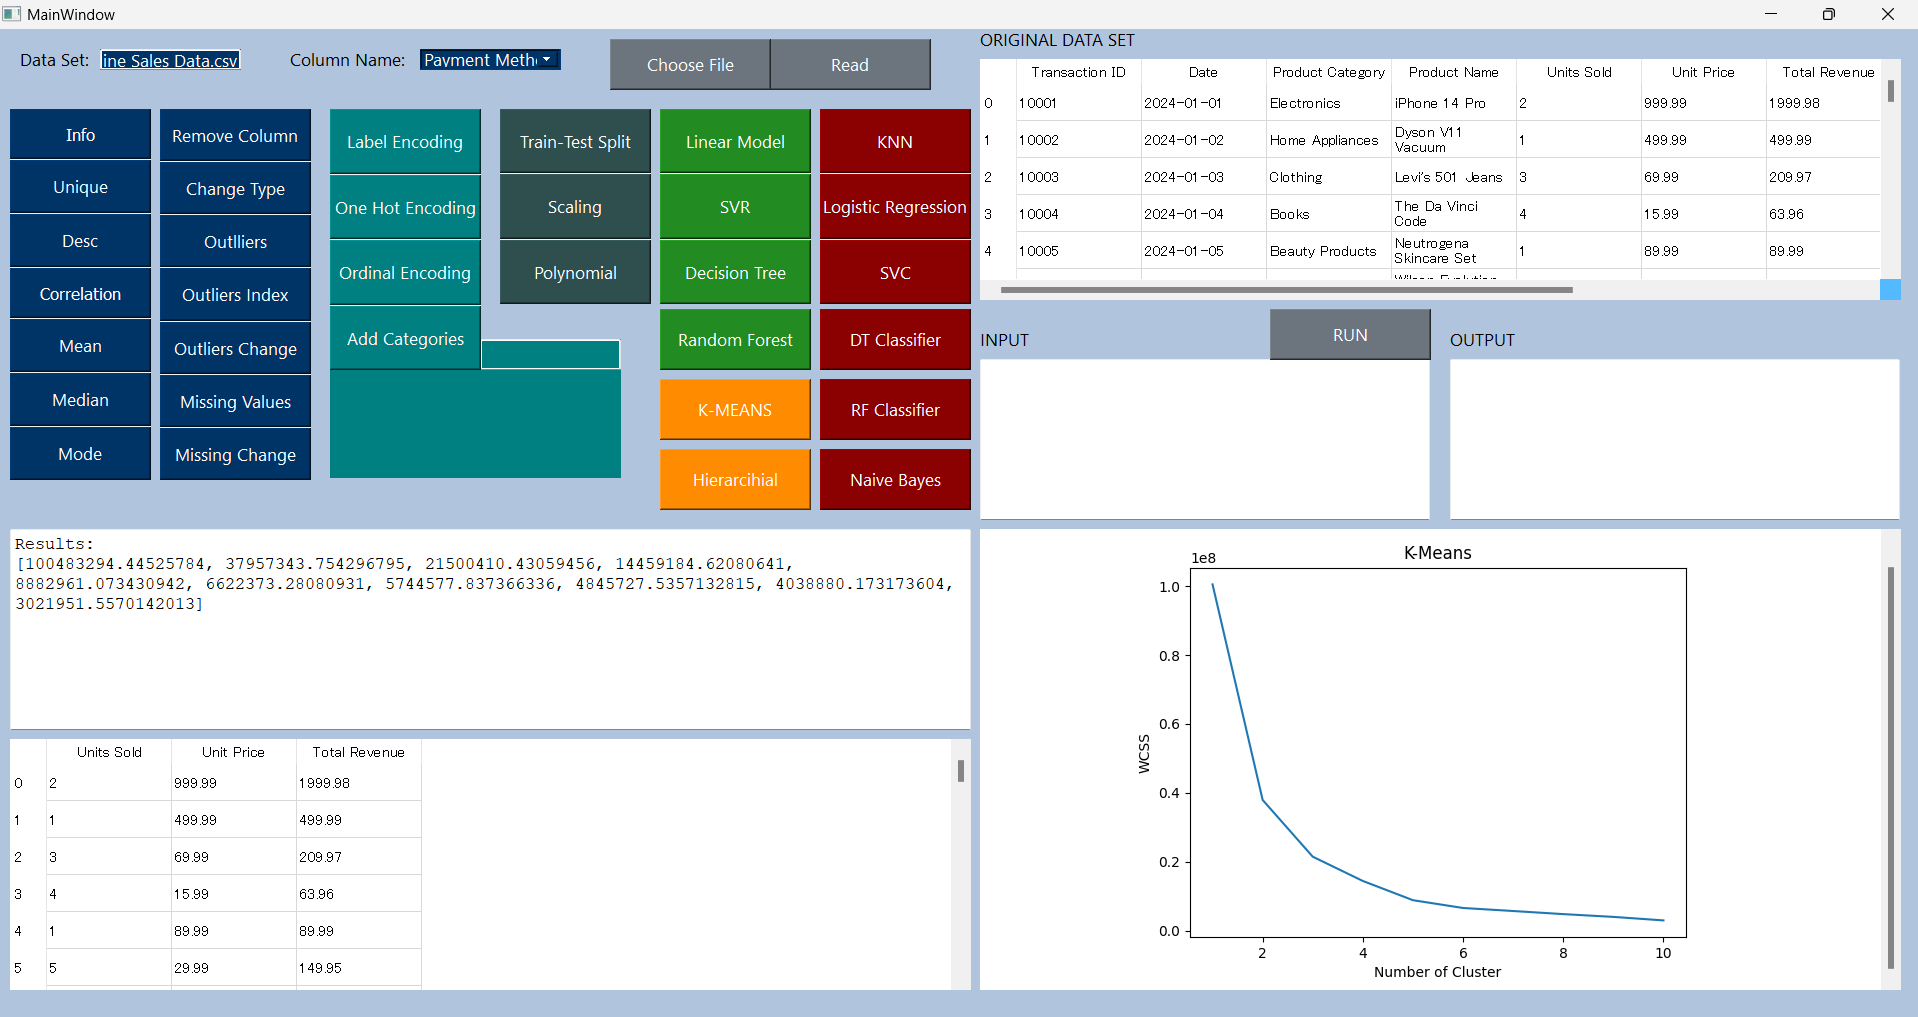 MainWindow
Data Set: ine Sales Data.csv Column Name: Payment Meth Choose File Read
Info
Unique
Desc
Correlation
Mean
Median
Mode
Remove Column
Change Type
Outlliers
Outliers Index
Outliers Change
Missing Values
Missing Change
Label Encoding
One Hot Encoding
Ordinal Encoding
Add Categories
Train-Test Split
Scaling
Polynomial
Linear Model
SVR
Decision Tree
Random Forest
K-MEANS
Hierarcihial
KNN
Logistic Regression
SVC
DT Classifier
RF Classifier
Naive Bayes
ORIGINAL DATA SET
Transaction ID Date Product Category Product Name Units Sold Unit Price Total Revenue
0 10001 2024-01-01 Electronics iPhone 14 Pro 2 999.99 1999.98
1 10002 2024-01-02 Home Appliances Dyson V11 Vacuum 1 499.99 499.99
2 10003 2024-01-03 Clothing Levi's 501 Jeans 3 69.99 209.97
3 10004 2024-01-04 Books The Da Vinci Code 4 15.99 63.96
4 10005 2024-01-05 Beauty Products Neutrogena Skincare Set 1 89.99 89.99
INPUT
RUN
OUTPUT
Results:
[100483294.44525784, 37957343.754296795, 21500410.43059456, 14459184.62080641,
8882961.073430942, 6622373.28080931, 5744577.837366336, 4845727.5357132815, 4038880.173173604,
3021951.5570142013]
Units Sold Unit Price Total Revenue
0 2 999.99 1999.98
1 1 499.99 499.99
2 3 69.99 209.97
3 4 15.99 63.96
4 1 89.99 89.99
5 5 29.99 149.95
K-Means
1e8
1.0
0.8
0.6
0.4
0.2
0.0
WCSS
2 4 6 8 10
Number of Cluster